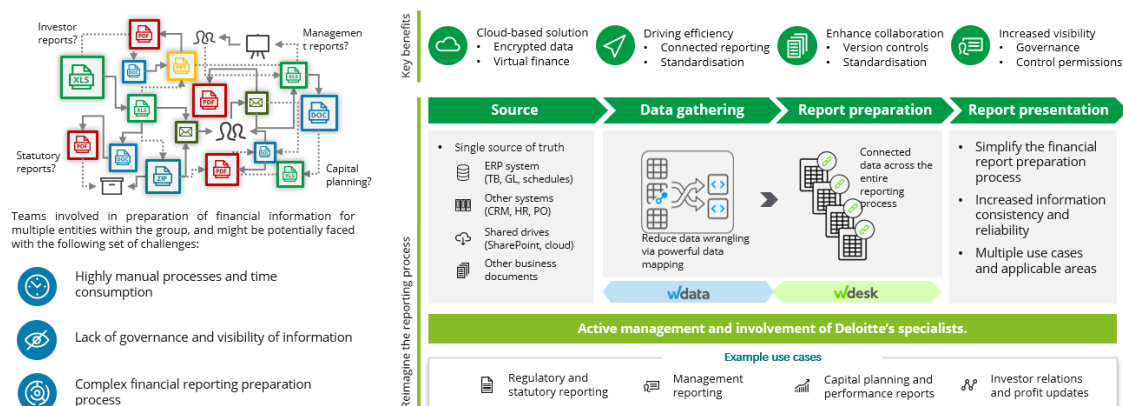 Investor
reports?
Managemen
t reports?
PDF
DOC
PPT
XLS
XLS
PDF
XLS
DOC
PDF
DOC
ZIP
PDF
DOC
XLS
Statutory
reports?
Capital
planning?
Teams involved in preparation of financial information for
multiple entities within the group, and might be potentially faced
with the following set of challenges:
Highly manual processes and time
consumption
Lack of governance and visibility of information
Complex financial reporting preparation
process
Key benefits
Cloud-based solution
• Encrypted data
• Virtual finance
Driving efficiency
• Connected reporting
• Standardisation
Enhance collaboration
• Version controls
• Standardisation
Increased visibility
• Governance
• Control permissions
Reimagine the reporting process
Source
Data gathering
Report preparation
Report presentation
• Single source of truth
ERP system
(TB, GL, schedules)
Other systems
(CRM, HR, PO)
Shared drives
(SharePoint, cloud)
Other business
documents
Reduce data wrangling
via powerful data
mapping
Connected
data across the
entire
reporting
process
• Simplify the financial
report preparation
process
• Increased information
consistency and
reliability
• Multiple use cases
and applicable areas
wdata
wdesk
Active management and involvement of Deloitte's specialists.
Example use cases
Regulatory and
statutory reporting
Management
reporting
Capital planning and
performance reports
Investor relations
and profit updates